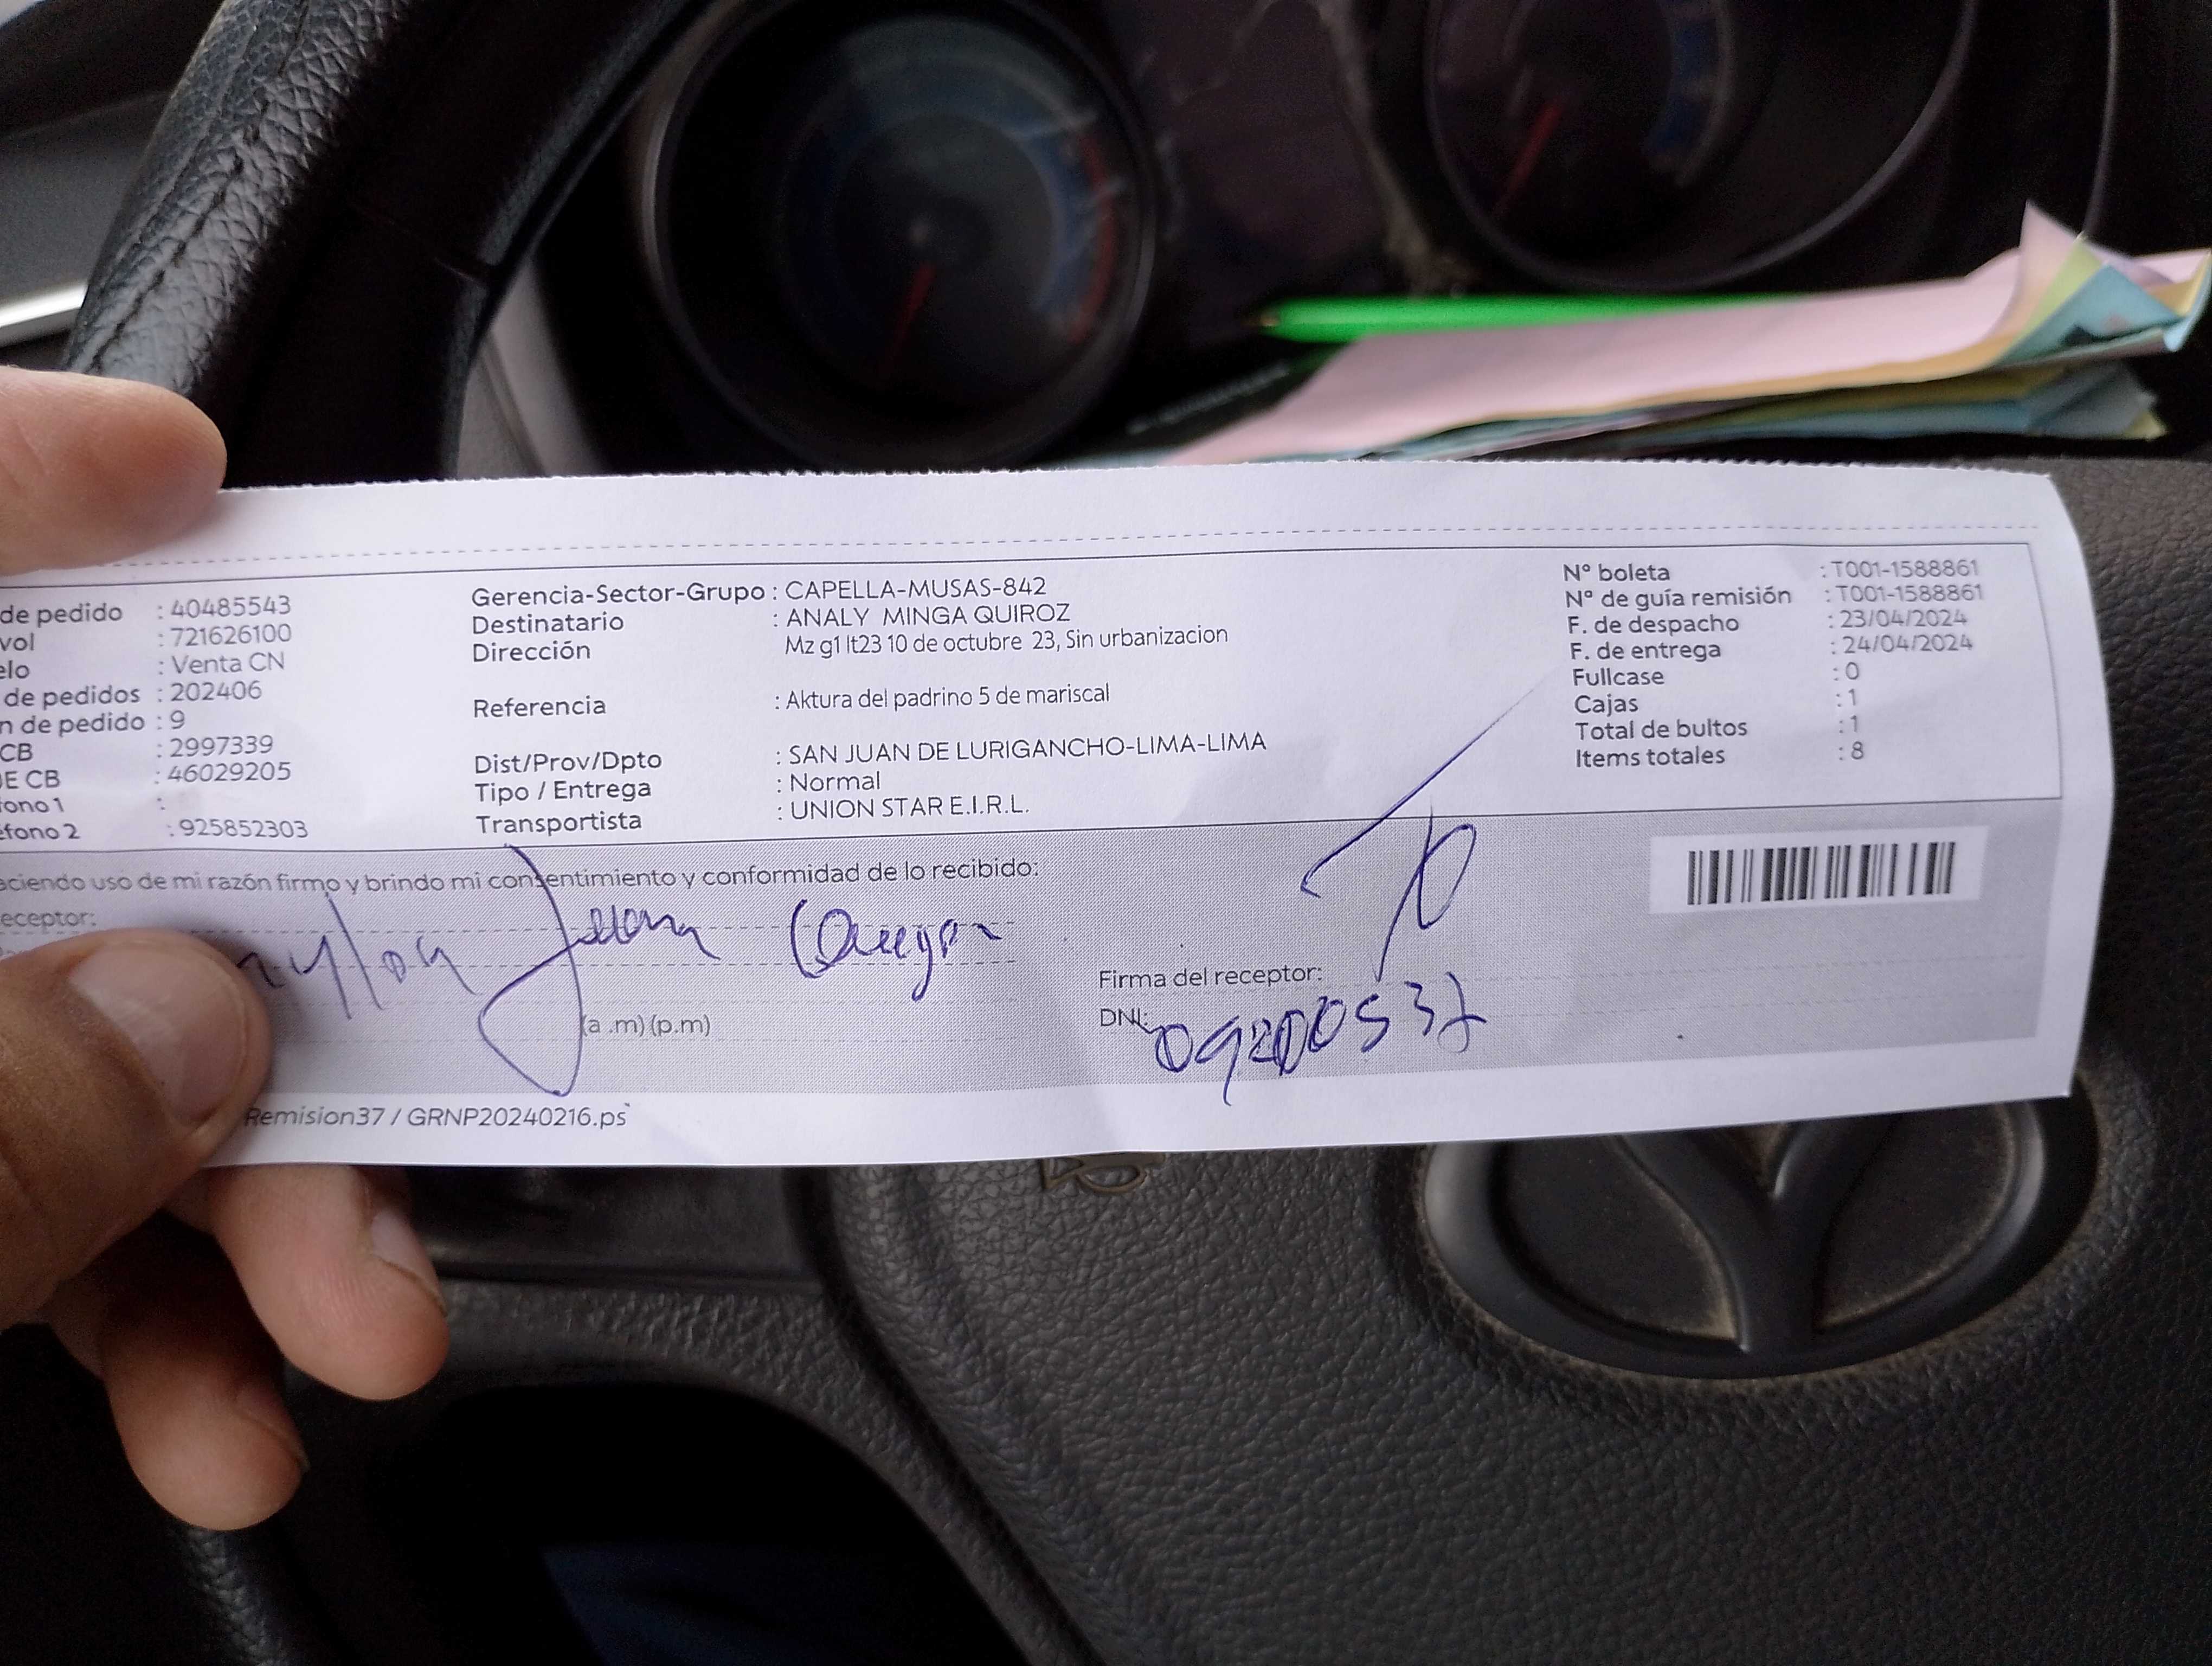 de pedido : 40485543
vol : 721626100
elo : Venta CN
de pedidos : 202406
n de pedido : 9
CB : 2997339
E CB : 46029205
fono 1 :
éfono 2 : 925852303
Gerencia-Sector-Grupo : CAPELLA-MUSAS-842
Destinatario : ANALY MINGA QUIROZ
Dirección Mz g1 lt23 10 de octubre 23, Sin urbanizacion
Referencia : Aktura del padrino 5 de mariscal
Dist/Prov/Dpto : SAN JUAN DE LURIGANCHO-LIMA-LIMA
Tipo / Entrega : Normal
Transportista : UNION STAR E.I.R.L.
Nº boleta : T001-1588861
Nº de guía remisión : T001-1588861
F. de despacho : 23/04/2024
F. de entrega : 24/04/2024
Fullcase : 0
Cajas : 1
Total de bultos : 1
Items totales : 8
aciendo uso de mi razón firmo y brindo mi consentimiento y conformidad de lo recibido:
eceptor:
(a .m) (p.m)
Firma del receptor:
DNI:
Remision37 / GRNP20240216.ps